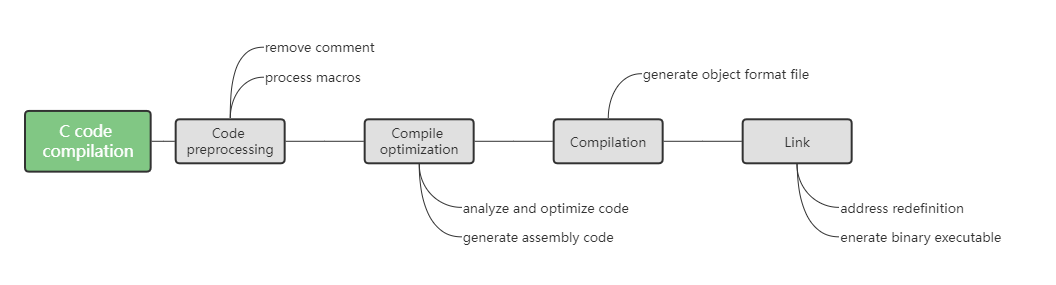 remove comment
process macros
generate object format file
C code
compilation
Code
preprocessing
Compile
optimization
Compilation
Link
analyze and optimize code
generate assembly code
address redefinition
enerate binary executable